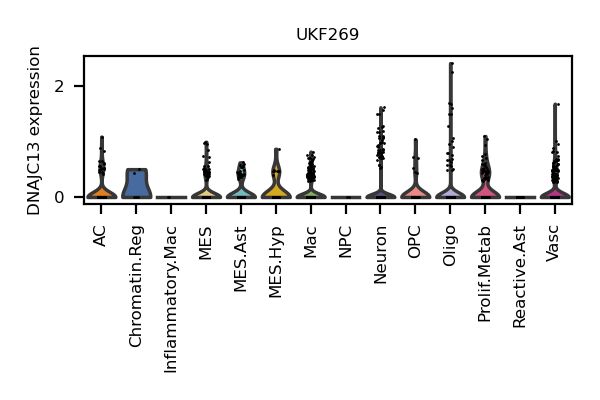 UKF269
DNAJC13 expression
2
0
AC
Chromatin.Reg
Inflammatory.Mac
MES
MES.Ast
MES.Hyp
Mac
NPC
Neuron
OPC
Oligo
Prolif.Metab
Reactive.Ast
Vasc